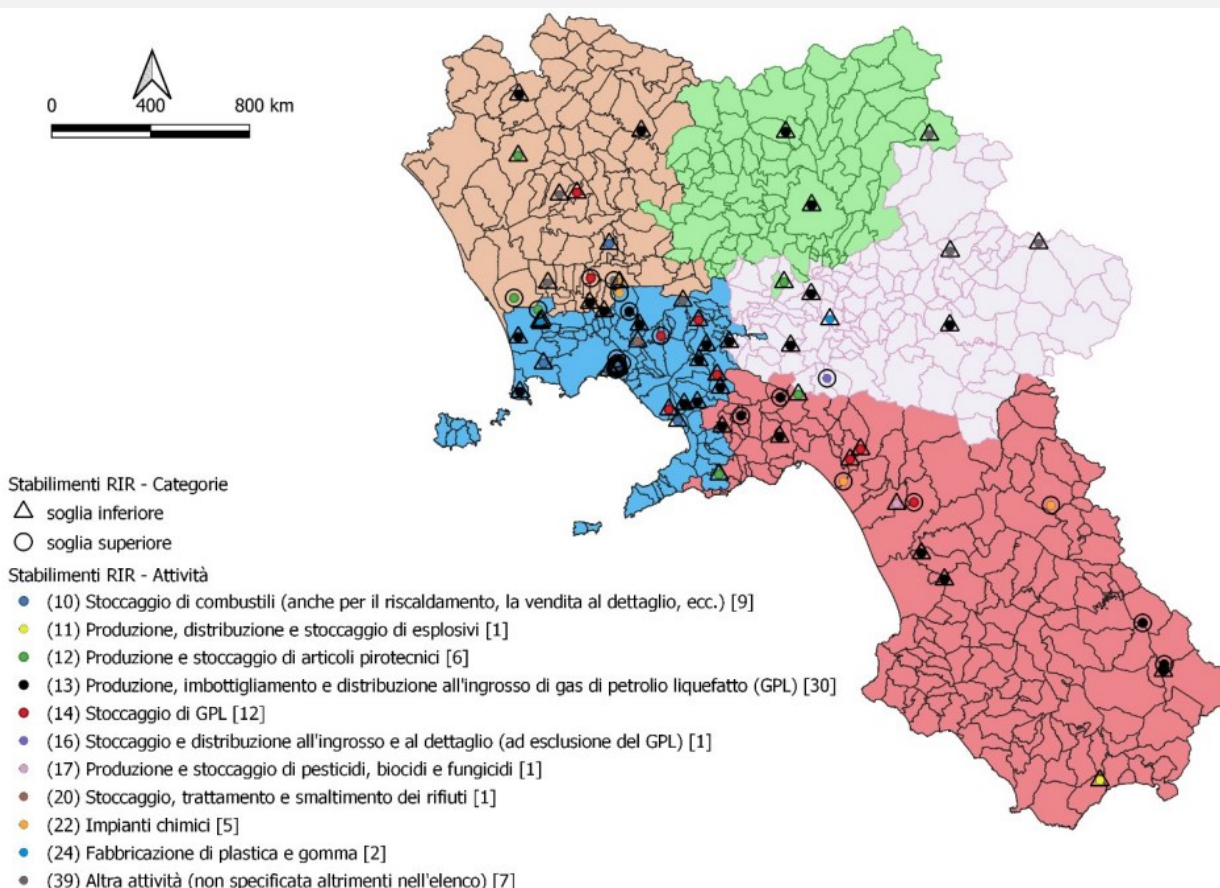 0 400 800 km
Stabilimenti RIR - Categorie
soglia inferiore
soglia superiore
Stabilimenti RIR - Attività
(10) Stoccaggio di combustili (anche per il riscaldamento, la vendita al dettaglio, ecc.) [9]
(11) Produzione, distribuzione e stoccaggio di esplosivi [1]
(12) Produzione e stoccaggio di articoli pirotecnici [6]
(13) Produzione, imbottigliamento e distribuzione all'ingrosso di gas di petrolio liquefatto (GPL) [30]
(14) Stoccaggio di GPL [12]
(16) Stoccaggio e distribuzione all'ingrosso e al dettaglio (ad esclusione del GPL) [1]
(17) Produzione e stoccaggio di pesticidi, biocidi e fungicidi [1]
(20) Stoccaggio, trattamento e smaltimento dei rifiuti [1]
(22) Impianti chimici [5]
(24) Fabbricazione di plastica e gomma [2]
(39) Altra attività (non specificata altrimenti nell'elenco) [7]